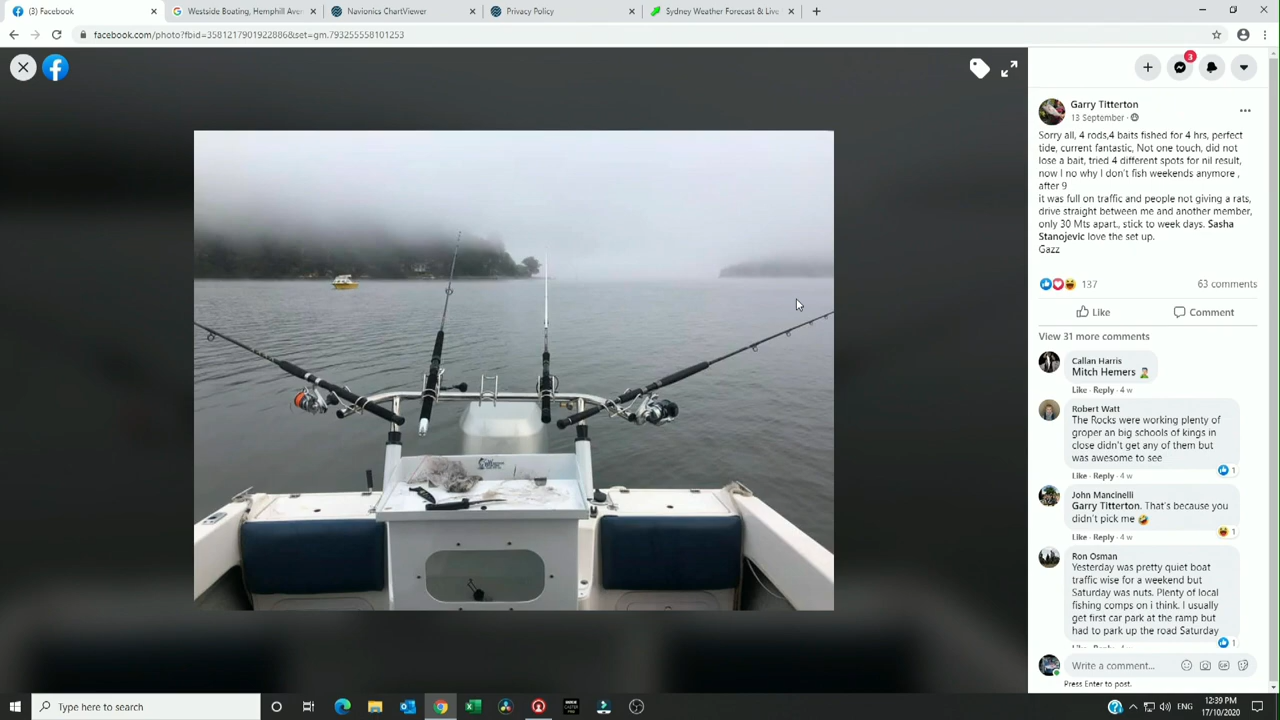 (3) Facebook
Westside Boating, Hemphill Aven
Navionics ChartViewer
Privacy Policy
Sydney Weather Forecast & Live
facebook.com/photo?fbid=35812179019228868&set=gm.793255558101253
3
Garry Titterton
13 September ·
Sorry all, 4 rods,4 baits fished for 4 hrs, perfect
tide, current fantastic, Not one touch, did not
lose a bait, tried 4 different spots for nil result,
now I no why I don't fish weekends anymore ,
after 9
it was full on traffic and people not giving a rats,
drive straight between me and another member,
only 30 Mts apart., stick to week days. Sasha
Stanojevic love the set up.
Gazz
137
63 comments
Like
Comment
View 31 more comments
Callan Harris
Mitch Hemers
Like · Reply · 4 w
Robert Watt
The Rocks were working plenty of
groper an big schools of kings in
close didn't get any of them but
was awesome to see
1
Like · Reply · 4 w
John Mancinelli
Garry Titterton. That's because you
didn't pick me 🤣
1
Like · Reply · 4 w
Ron Osman
Yesterday was pretty quiet boat
traffic wise for a weekend but
Saturday was nuts. Plenty of local
fishing comps on i think. I usually
get first car park at the ramp but
had to park up the road Saturday
1
Write a comment...
GIF
Press Enter to post.
Type here to search
ENG
12:39 PM
17/10/2020